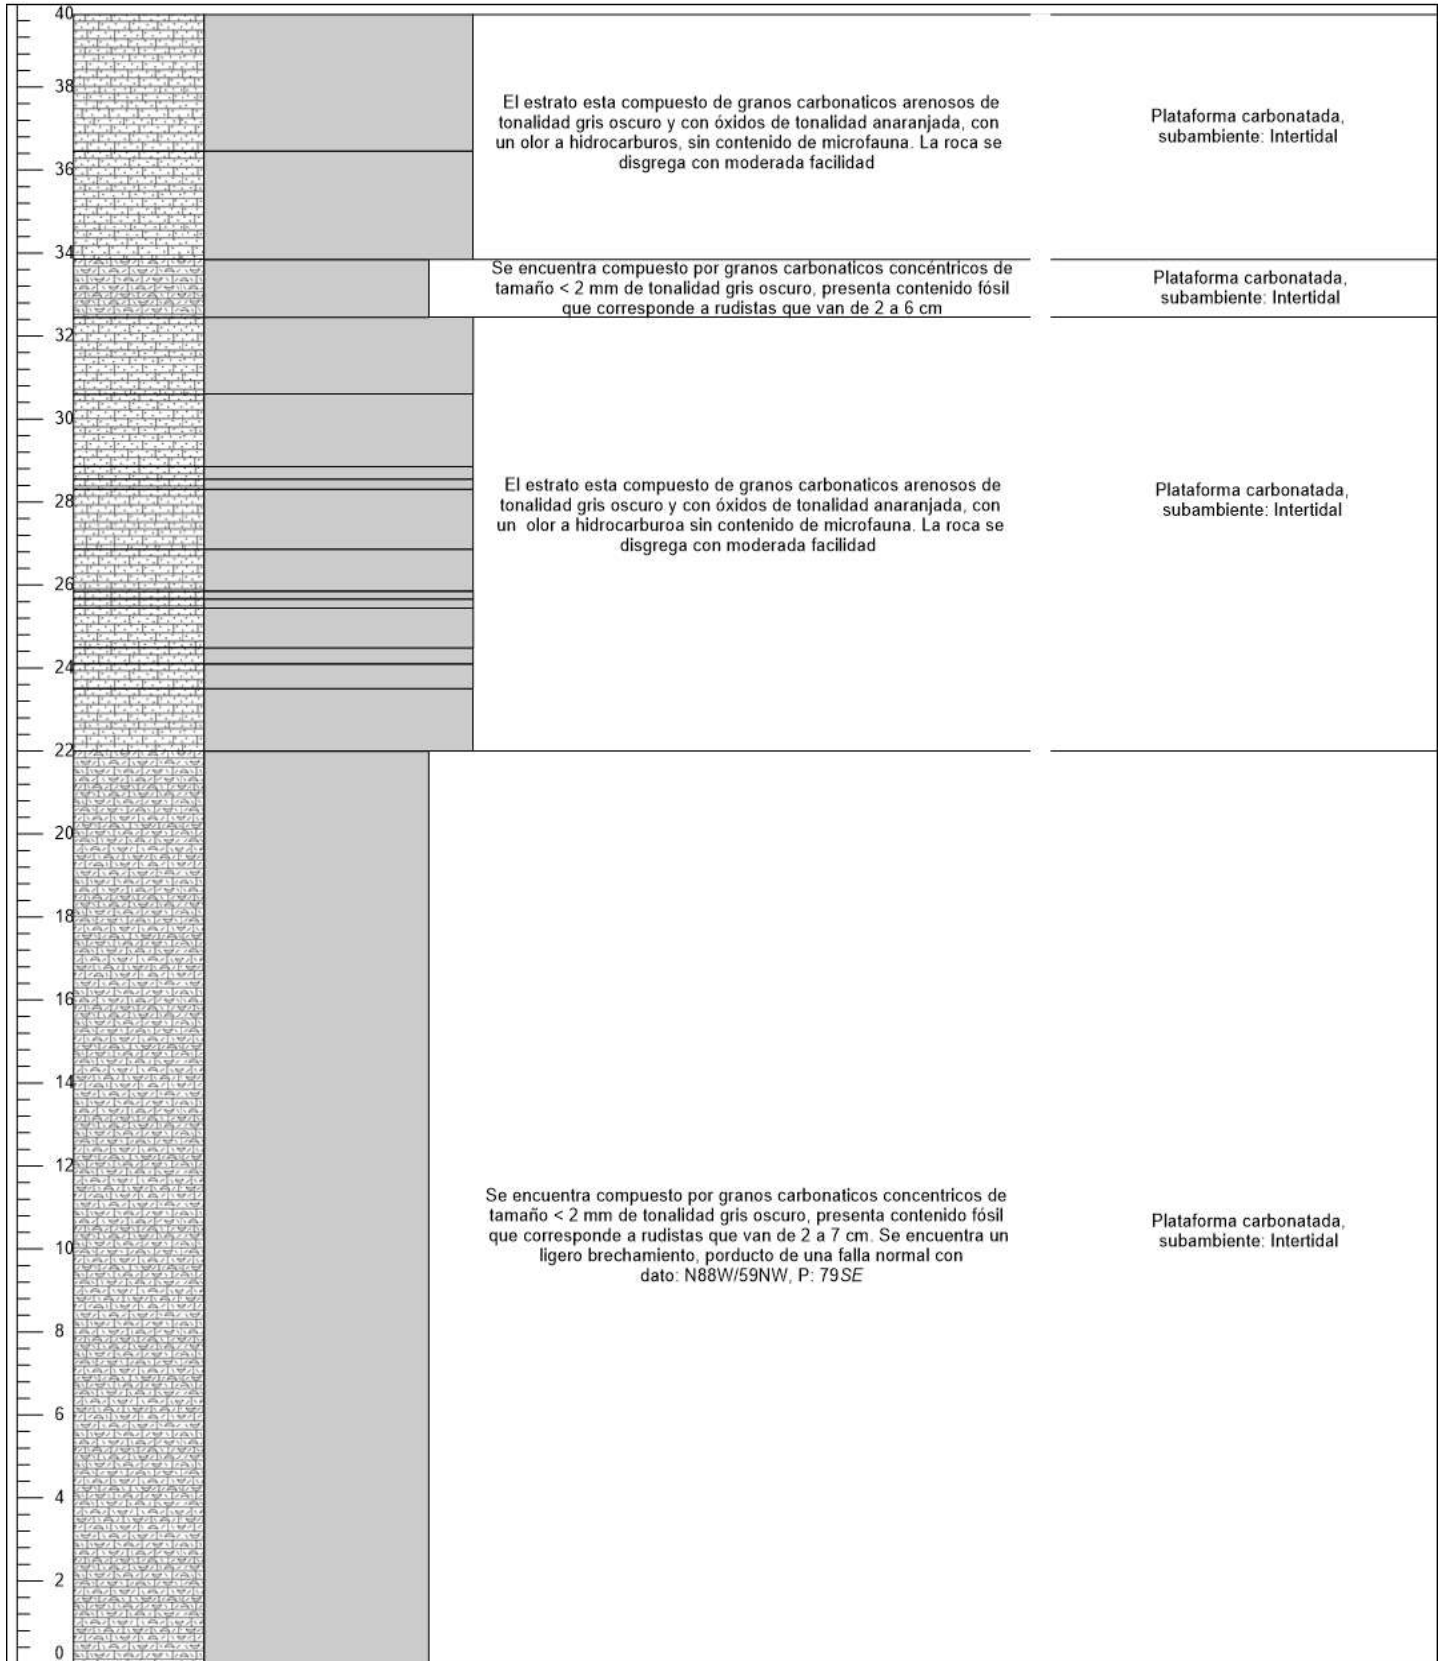 40
38
El estrato esta compuesto de granos carbonaticos arenosos de
tonalidad gris oscuro y con óxidos de tonalidad anaranjada, con
un olor a hidrocarburos, sin contenido de microfauna. La roca se
disgrega con moderada facilidad
Plataforma carbonatada,
subambiente: Intertidal
36
34
Se encuentra compuesto por granos carbonaticos concéntricos de
tamaño < 2 mm de tonalidad gris oscuro, presenta contenido fósil
que corresponde a rudistas que van de 2 a 6 cm
Plataforma carbonatada,
subambiente: Intertidal
32
30
28
El estrato esta compuesto de granos carbonaticos arenosos de
tonalidad gris oscuro y con óxidos de tonalidad anaranjada, con
un olor a hidrocarburoa sin contenido de microfauna. La roca se
disgrega con moderada facilidad
Plataforma carbonatada,
subambiente: Intertidal
26
24
22
20
18
16
14
12
Se encuentra compuesto por granos carbonaticos concentricos de
tamaño < 2 mm de tonalidad gris oscuro, presenta contenido fósil
que corresponde a rudistas que van de 2 a 7 cm. Se encuentra un
ligero brechamiento, porducto de una falla normal con
dato: N88W/59NW, P: 79SE
Plataforma carbonatada,
subambiente: Intertidal
10
8
6
4
2
0